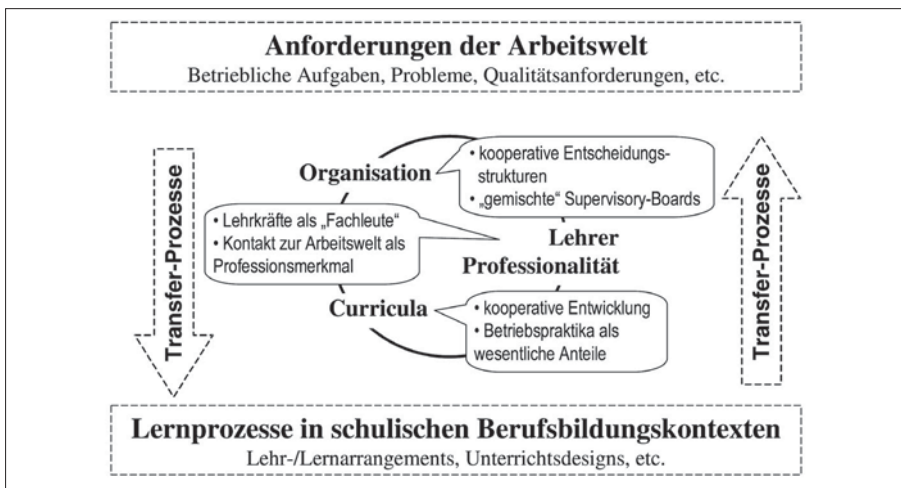 Anforderungen der Arbeitswelt
Betriebliche Aufgaben, Probleme, Qualitätsanforderungen, etc.
Transfer-Prozesse
Organisation
• kooperative Entscheidungs-
strukturen
• „gemischte“ Supervisory-Boards
• Lehrkräfte als „Fachleute“
• Kontakt zur Arbeitswelt als
Professionsmerkmal
Lehrer
Professionalität
Curricula
• kooperative Entwicklung
• Betriebspraktika als
wesentliche Anteile
Transfer-Prozesse
Lernprozesse in schulischen Berufsbildungskontexten
Lehr-/Lernarrangements, Unterrichtsdesigns, etc.